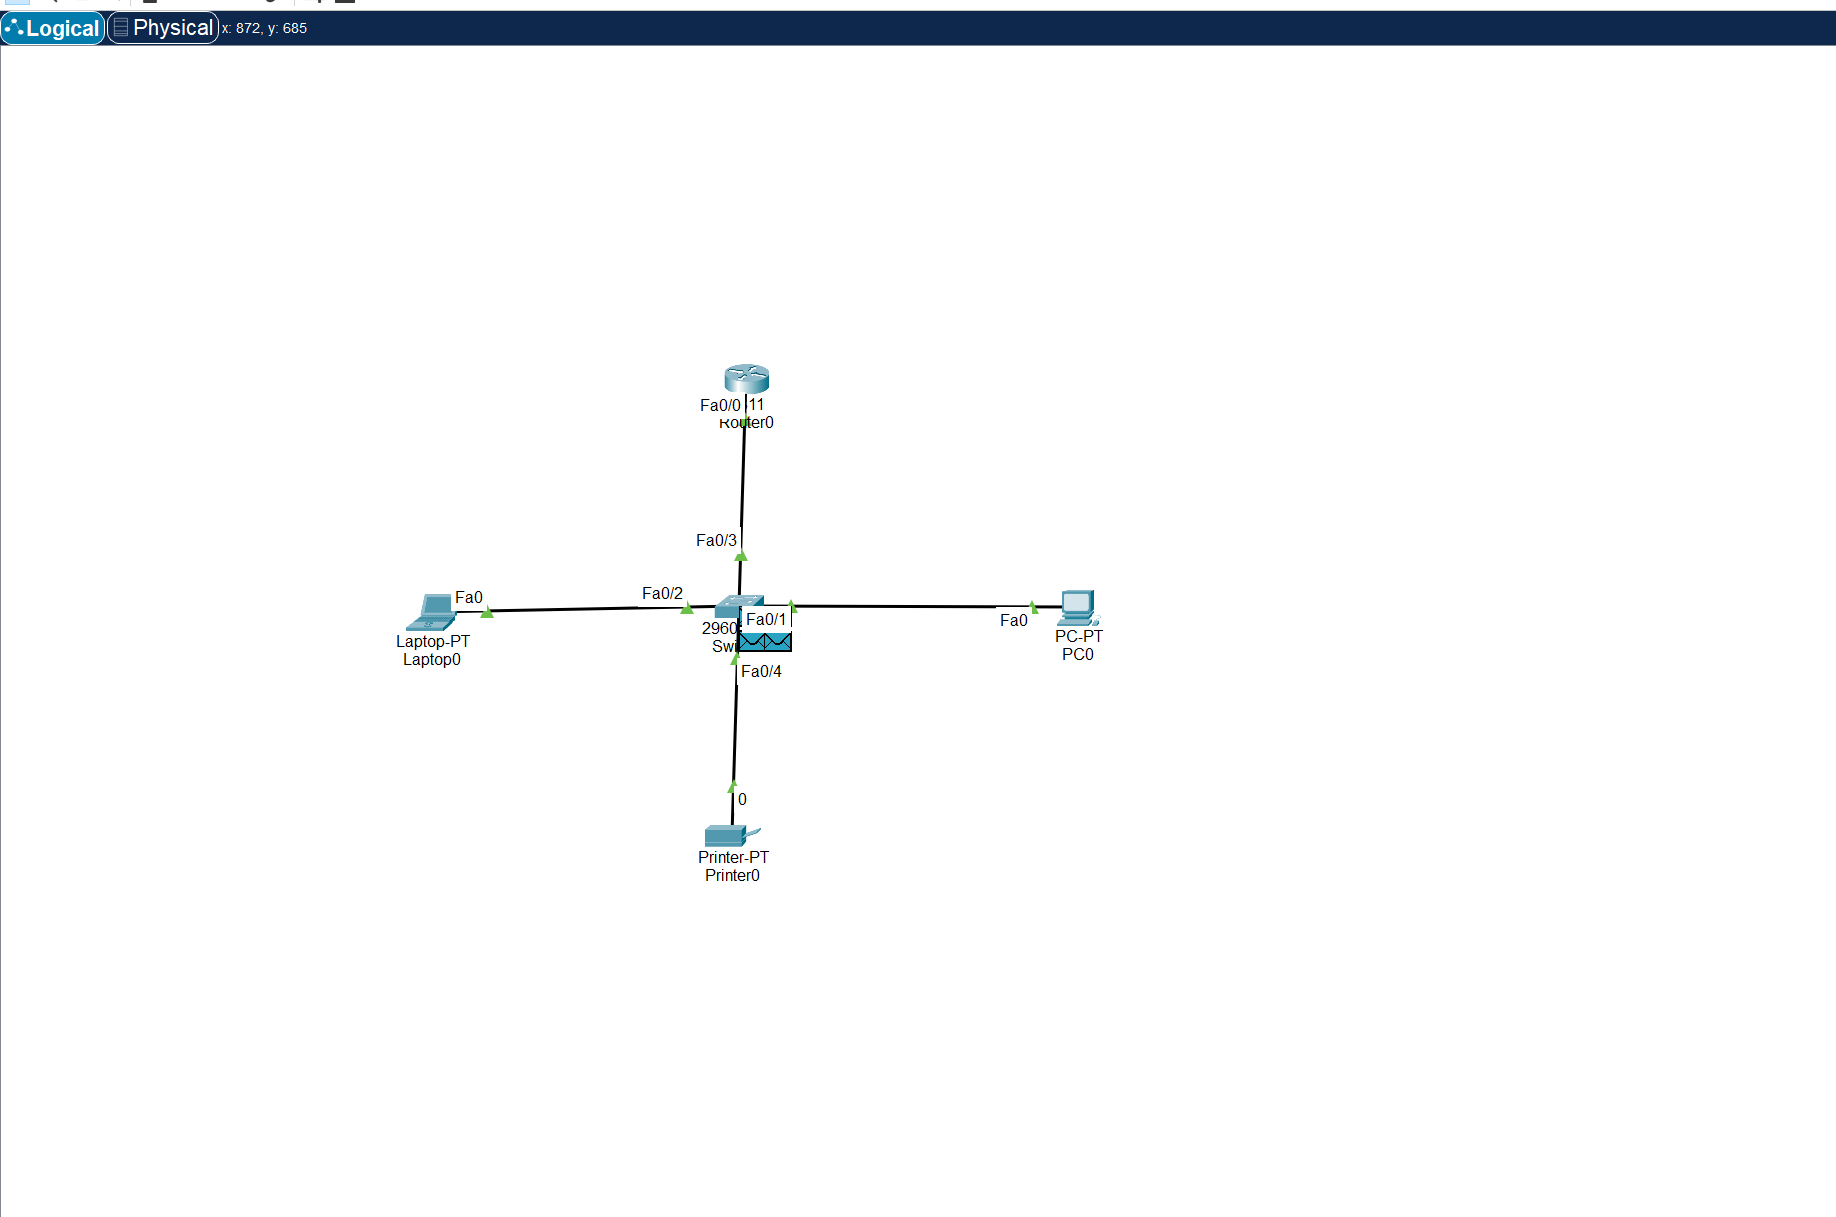 Logical
Physical
x: 872, y: 685
Fa0/0
11
Router0
Fa0/3
Fa0/2
Fa0
Fa0/1
2960
Fa0
Laptop-PT
Laptop0
PC-PT
PC0
Swi
Fa0/4
0
Printer-PT
Printer0